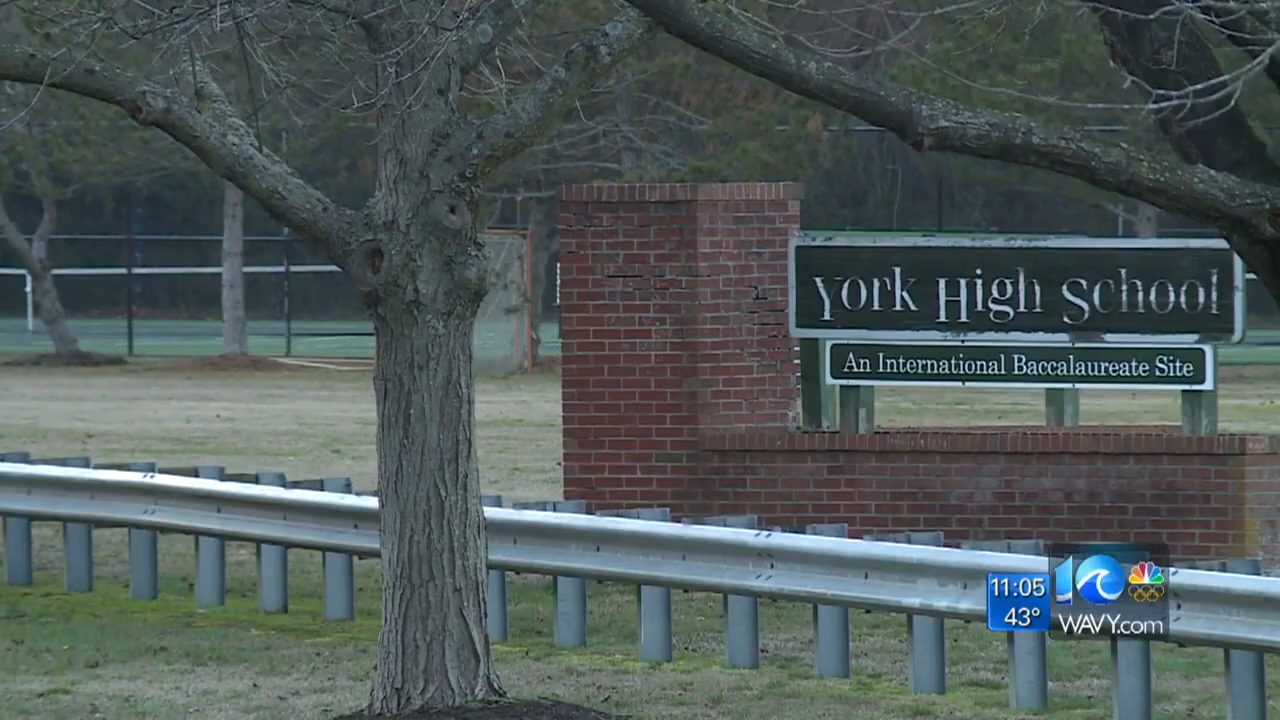 York High School
An International Baccalaureate Site
11:05
43°
10
WAVY.com